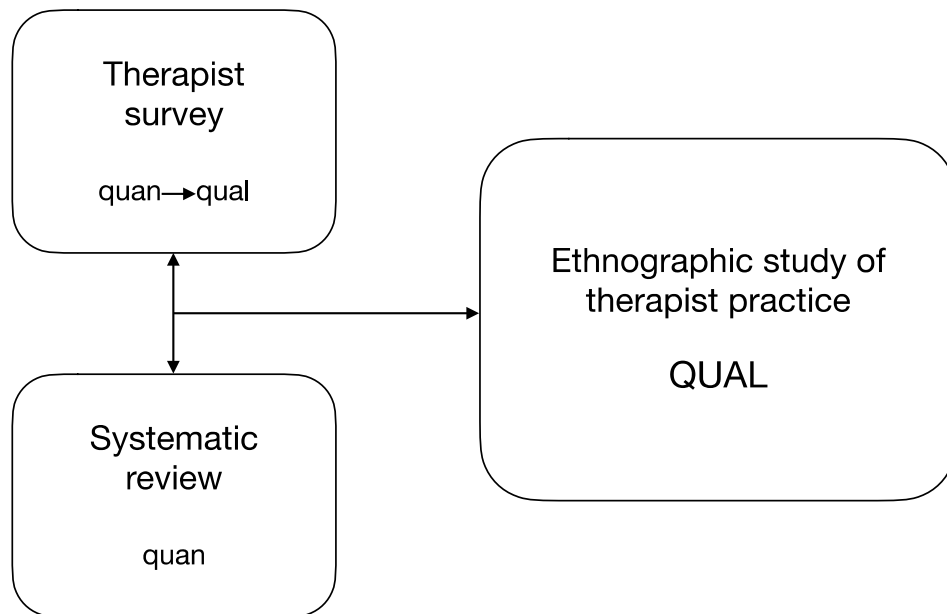 Therapist
survey
quan→qual
Ethnographic study of
therapist practice
QUAL
Systematic
review
quan